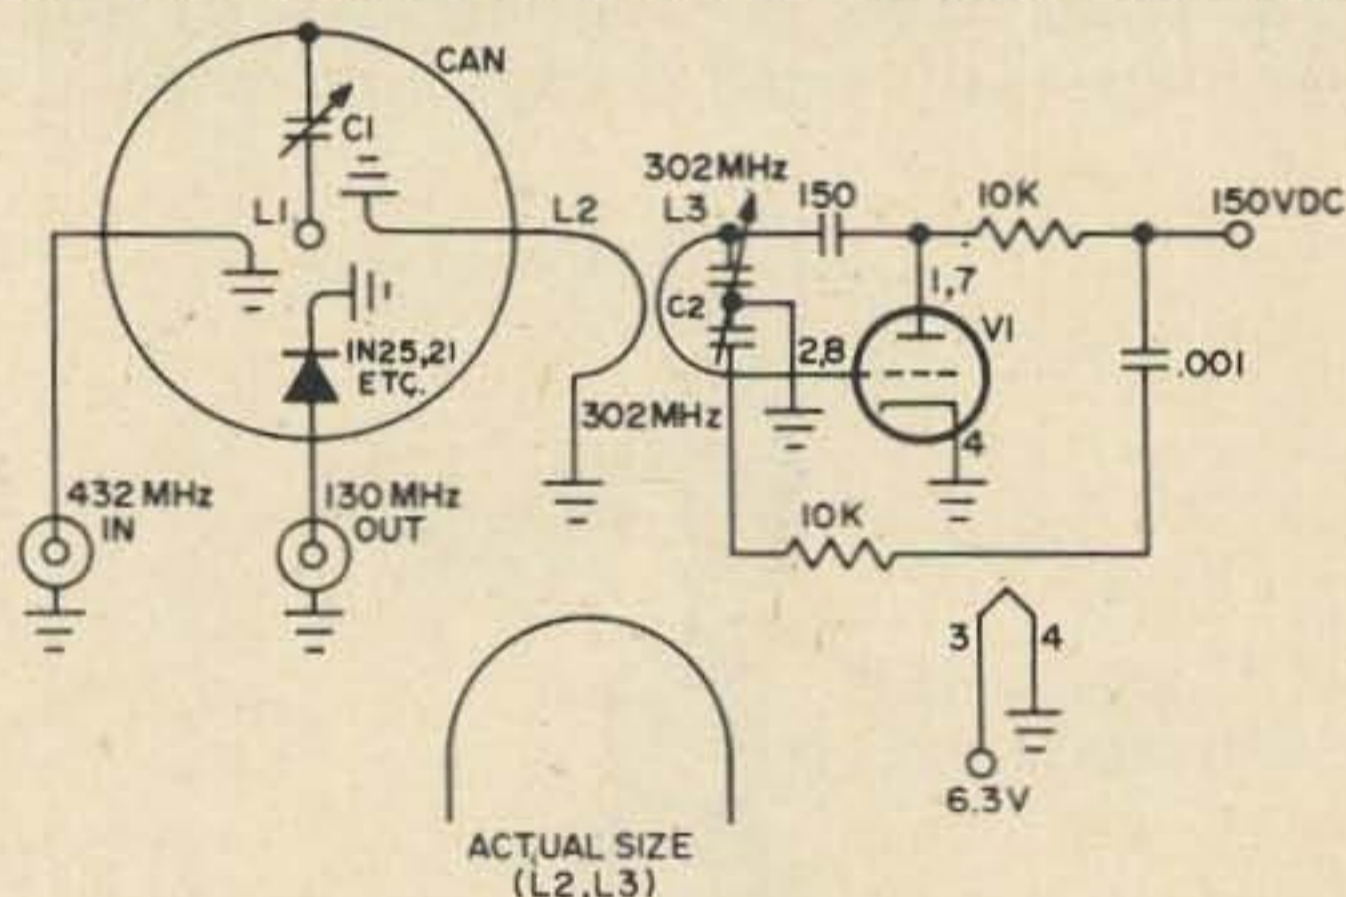 CAN
C1
L1
L2
302MHz
L3
150
10K
150VDC
C2
1,7
V1
2,8
4
.001
1N25,21
ETC.
302MHz
432 MHz
IN
130 MHz
OUT
10K
3
4
6.3V
ACTUAL SIZE
(L2,L3)